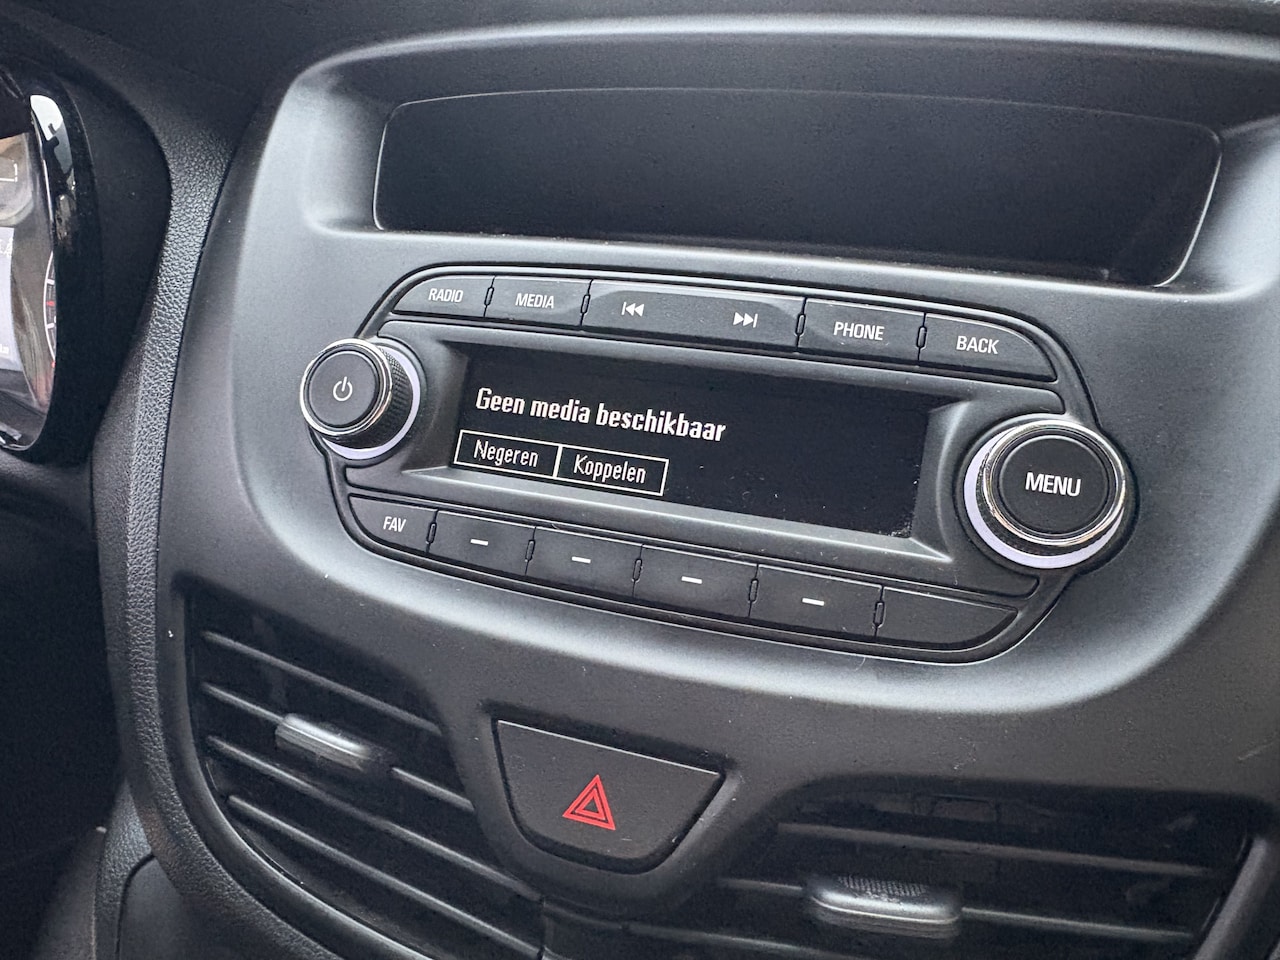 RADIO
MEDIA
PHONE
BACK
Geen media beschikbaar
Negeren
Koppelen
MENU
FAV